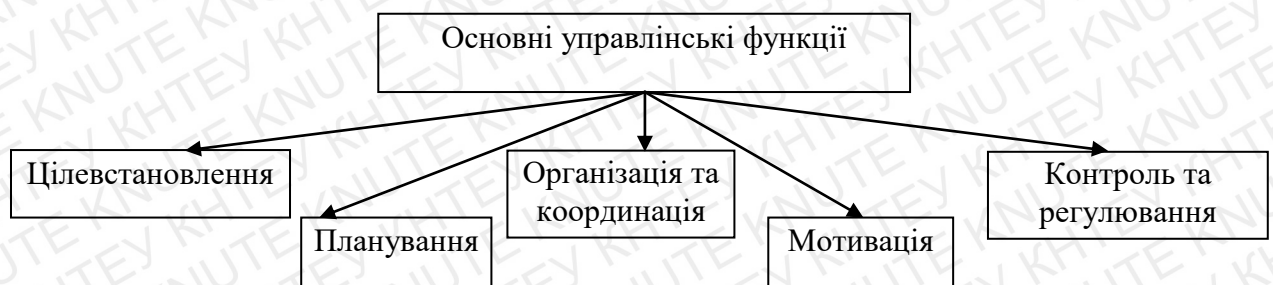 Основні управлінські функції
Цілевстановлення
Планування
Організація та
координація
Мотивація
Контроль та
регулювання